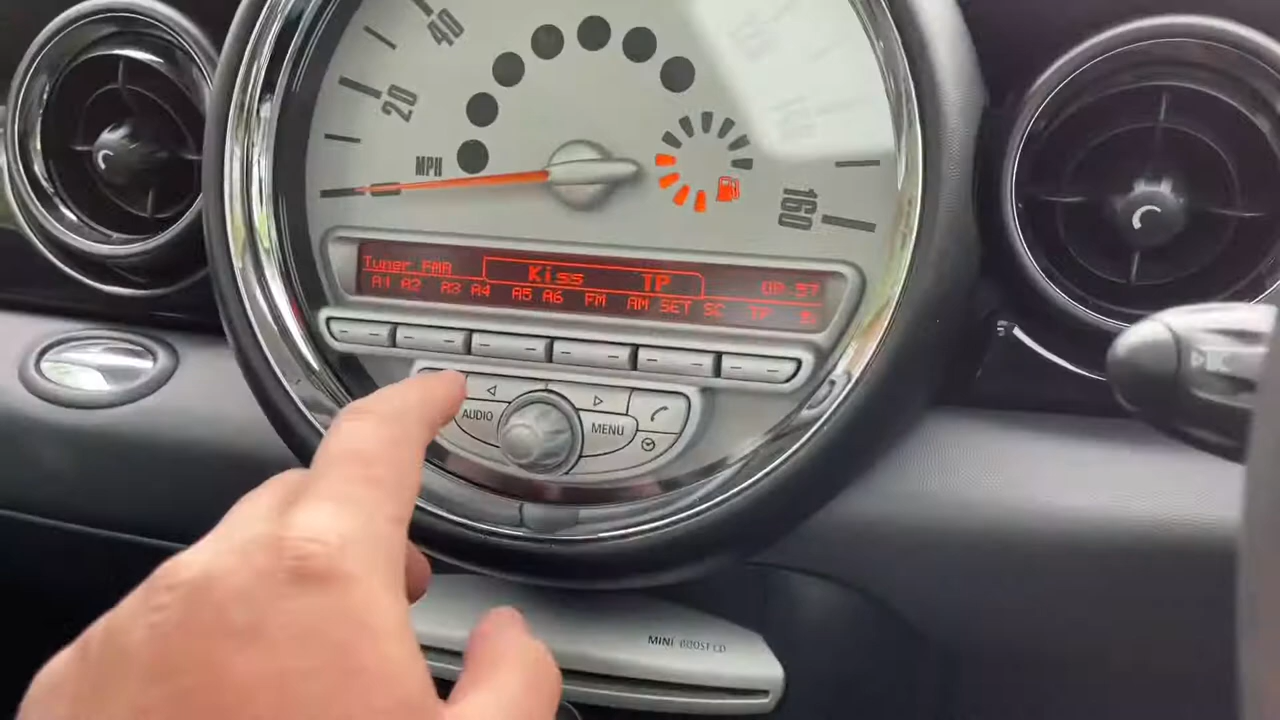 40
20
MPH
160
Tuner FMA Kiss TP
A1 A2 A3 A4 A5 A6 FM AM SET SC TP
AUDIO
MENU
MINI BOOST CD